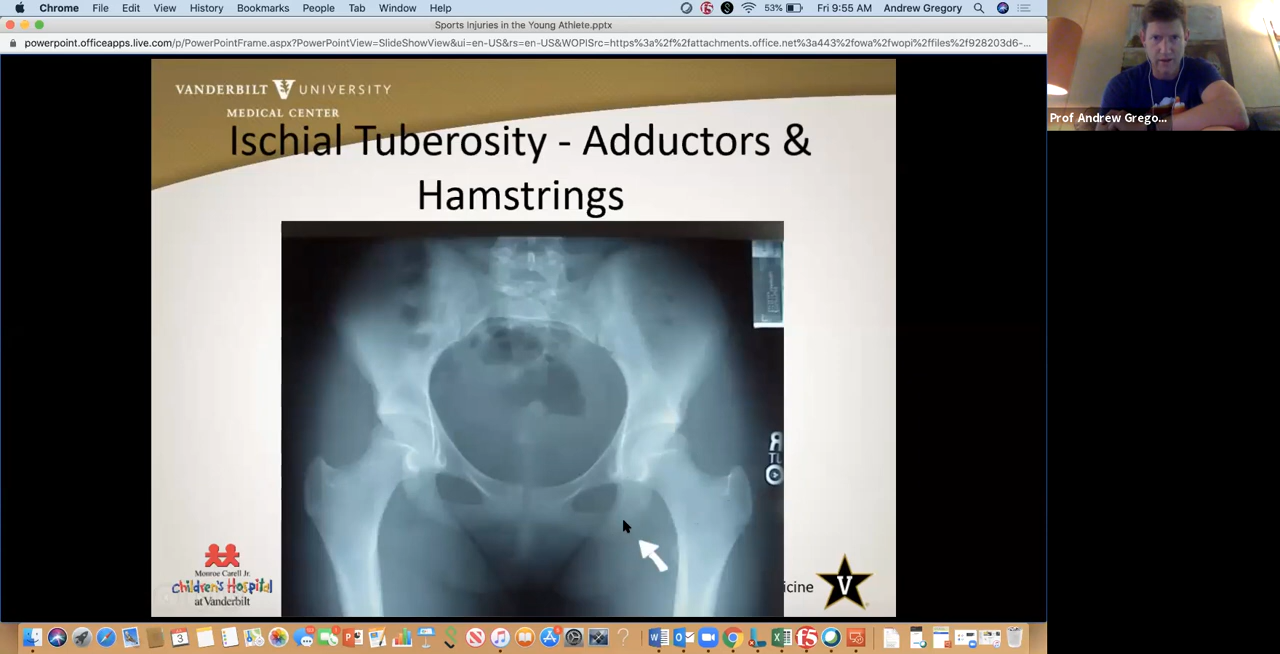 Chrome File Edit View History Bookmarks People Tab Window Help 53% Fri 9:55 AM Andrew Gregory
Sports Injuries in the Young Athlete.pptx
powerpoint.officeapps.live.com/p/PowerPointFrame.aspx?PowerPointView=SlideShowView&ui=en-US&rs=en-US&WOPISrc=https%3a%2f%2fattachments.office.net%3a443%2fowa%2fwopi%2ffiles%2f928203d6-...
VANDERBILT V UNIVERSITY
MEDICAL CENTER
Ischial Tuberosity - Adductors &
Hamstrings
Prof Andrew Grego...
Monroe Carell Jr.
Children's Hospital
at Vanderbilt
icine
V